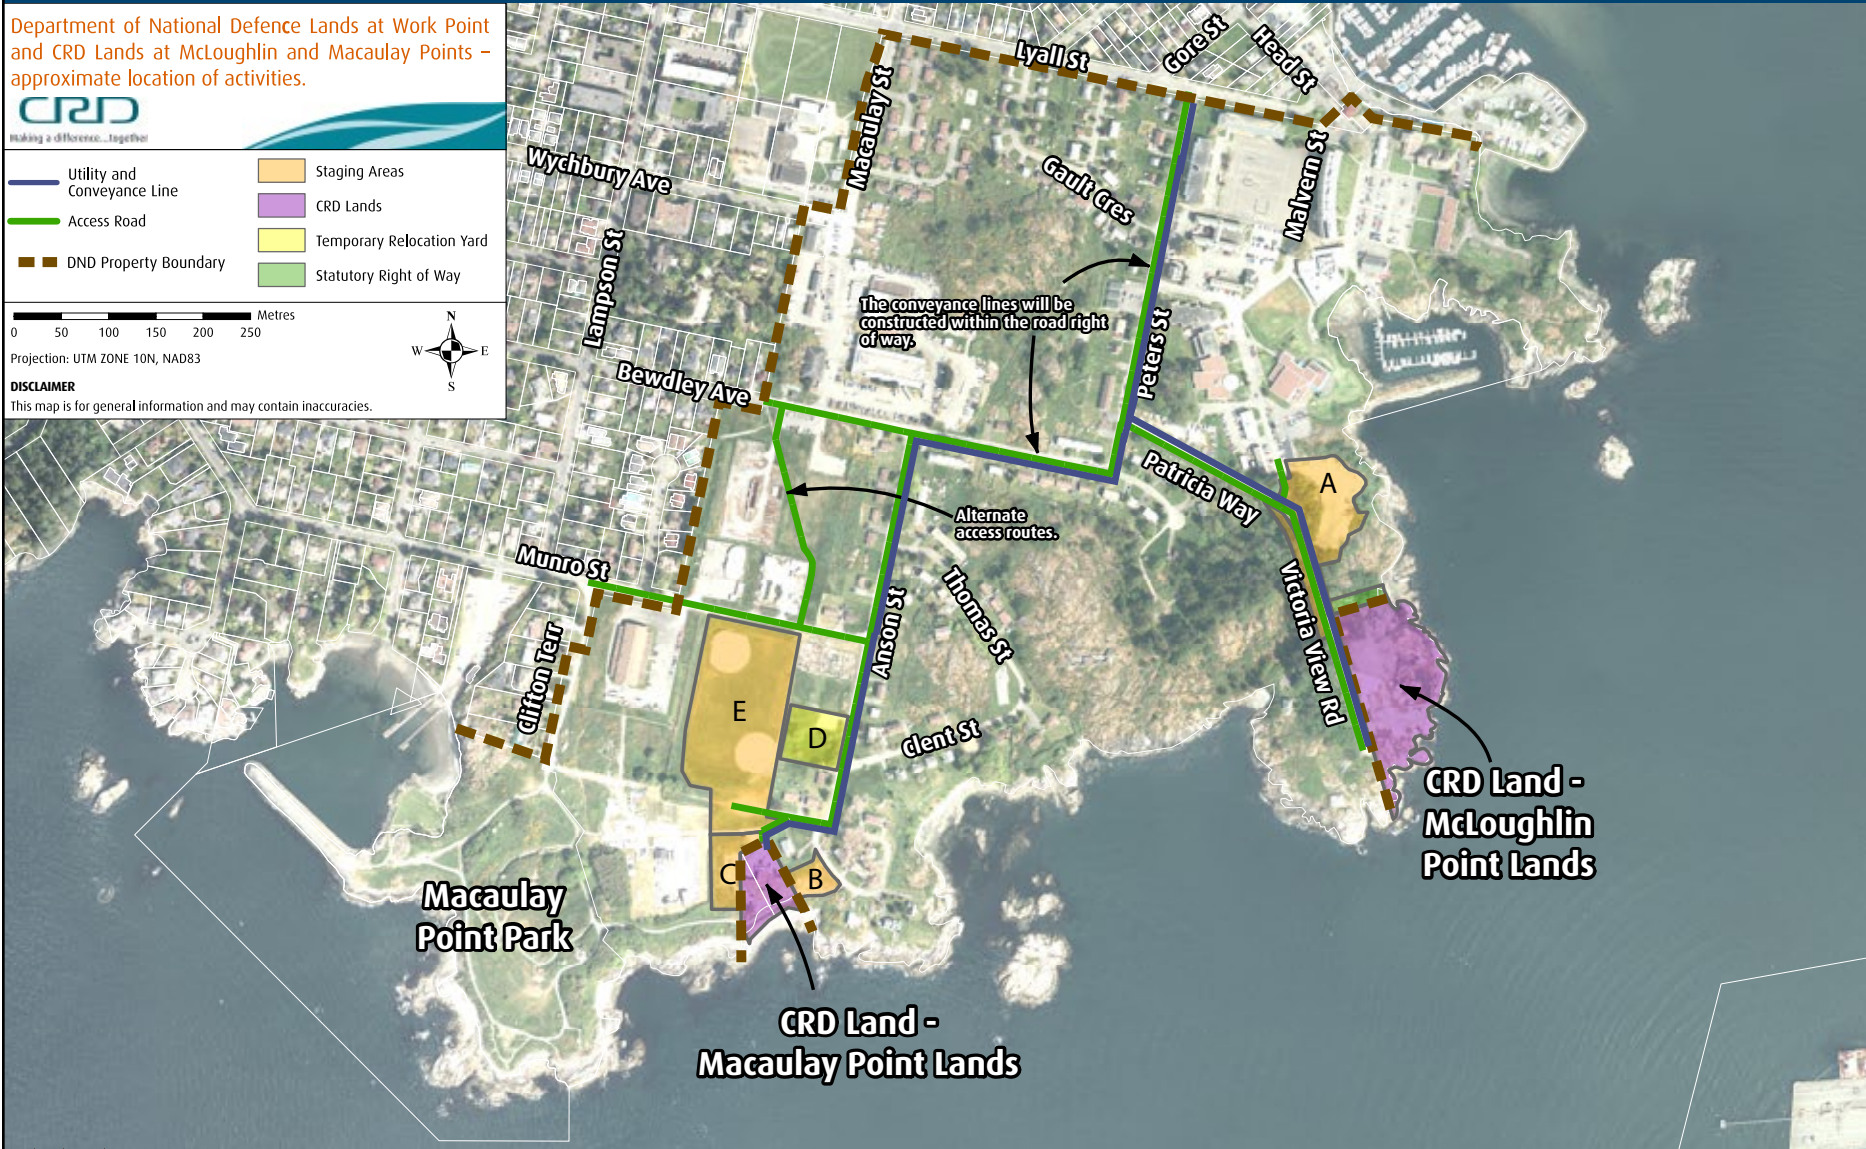 Department of National Defence Lands at Work Point
and CRD Lands at McLoughlin and Macaulay Points –
approximate location of activities.
CRD
Making a difference...together
Utility and
Conveyance Line
Access Road
DND Property Boundary
Staging Areas
CRD Lands
Temporary Relocation Yard
Statutory Right of Way
Metres
0 50 100 150 200 250
Projection: UTM ZONE 10N, NAD83
N
W E
S
DISCLAIMER
This map is for general information and may contain inaccuracies.
Lyall St
Gore St
Head St
Macaulay St
Wychbury Ave
Gault Cres
Malvern St
Lampson St
The conveyance lines will be
constructed within the road right
of way.
Peters St
Bewdley Ave
Patricia Way
A
Alternate
access routes.
Munro St
Thomas St
Anson St
Victoria View Rd
Clifton Terr
E
D
Clent St
CRD Land -
McLoughlin
Point Lands
C
B
Macaulay
Point Park
CRD Land -
Macaulay Point Lands